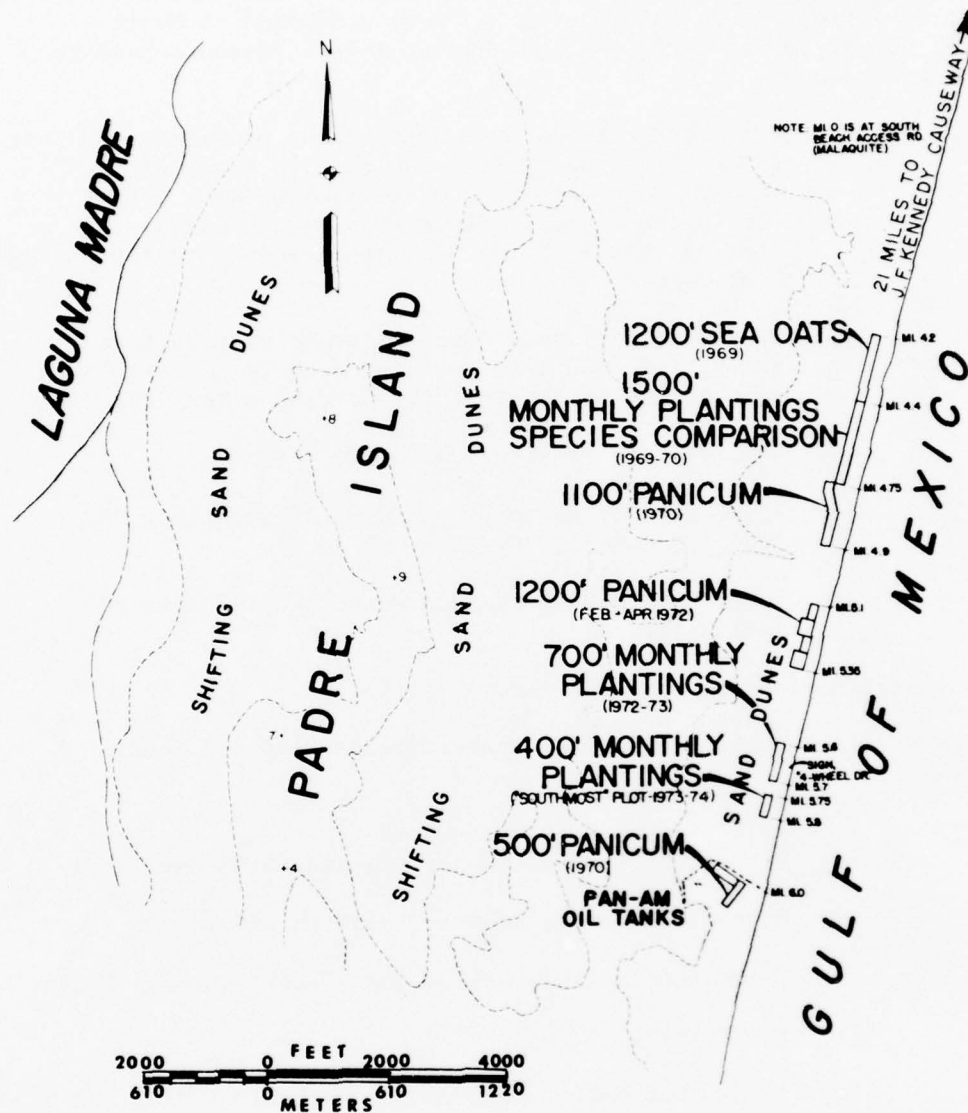 N
LAGUNA MADRE
NOTE: MI. 0 IS AT SOUTH
BEACH ACCESS RD
(MALAQUITE)
21 MILES TO
J.F. KENNEDY CAUSEWAY
DUNES
SAND
SHIFTING
PADRE ISLAND
DUNES
SAND
SHIFTING
+8
+9
7+
+4
1200' SEA OATS
(1969)
1500'
MONTHLY PLANTINGS
SPECIES COMPARISON
(1969-70)
1100' PANICUM
(1970)
1200' PANICUM
(FEB.-APR. 1972)
700' MONTHLY
PLANTINGS
(1972-73)
400' MONTHLY
PLANTINGS
("SOUTHMOST" PLOT-1973-74)
500' PANICUM
(1970)
PAN-AM
OIL TANKS
SAND DUNES
MI. 4.2
MI. 4.4
MI. 4.75
MI. 4.9
MI. 5.1
MI. 5.6
SIGN,
"4-WHEEL DR.
MI. 5.7
MI. 5.75
MI. 5.8
MI. 6.0
GULF OF MEXICO
FEET
2000 0 2000 4000
610 0 610 1220
METERS